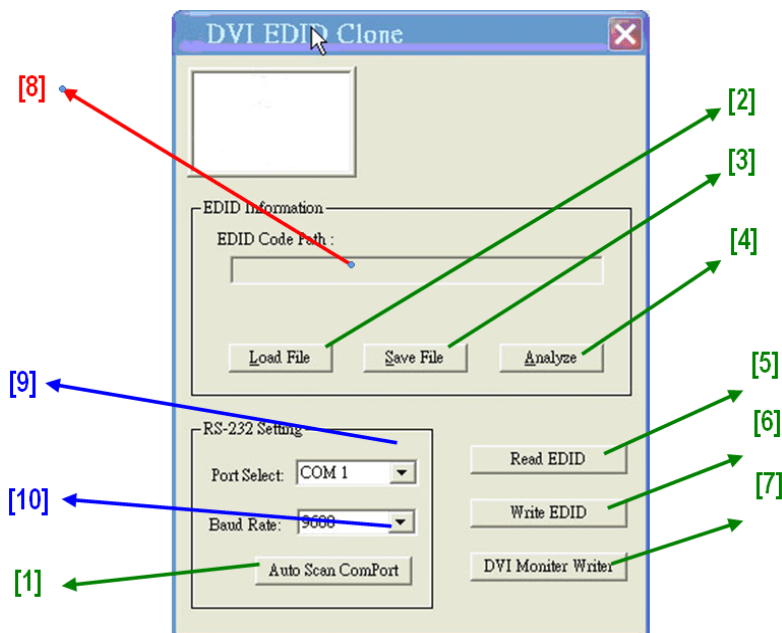 DVI EDID Clone
[8]
[2]
[3]
EDID Information
EDID Code Path :
[4]
Load File
Save File
Analyze
[5]
[9]
RS-232 Setting
[6]
Read EDID
Port Select: COM 1
[7]
[10]
Write EDID
Baud Rate: 9600
[1]
Auto Scan ComPort
DVI Moniter Writer